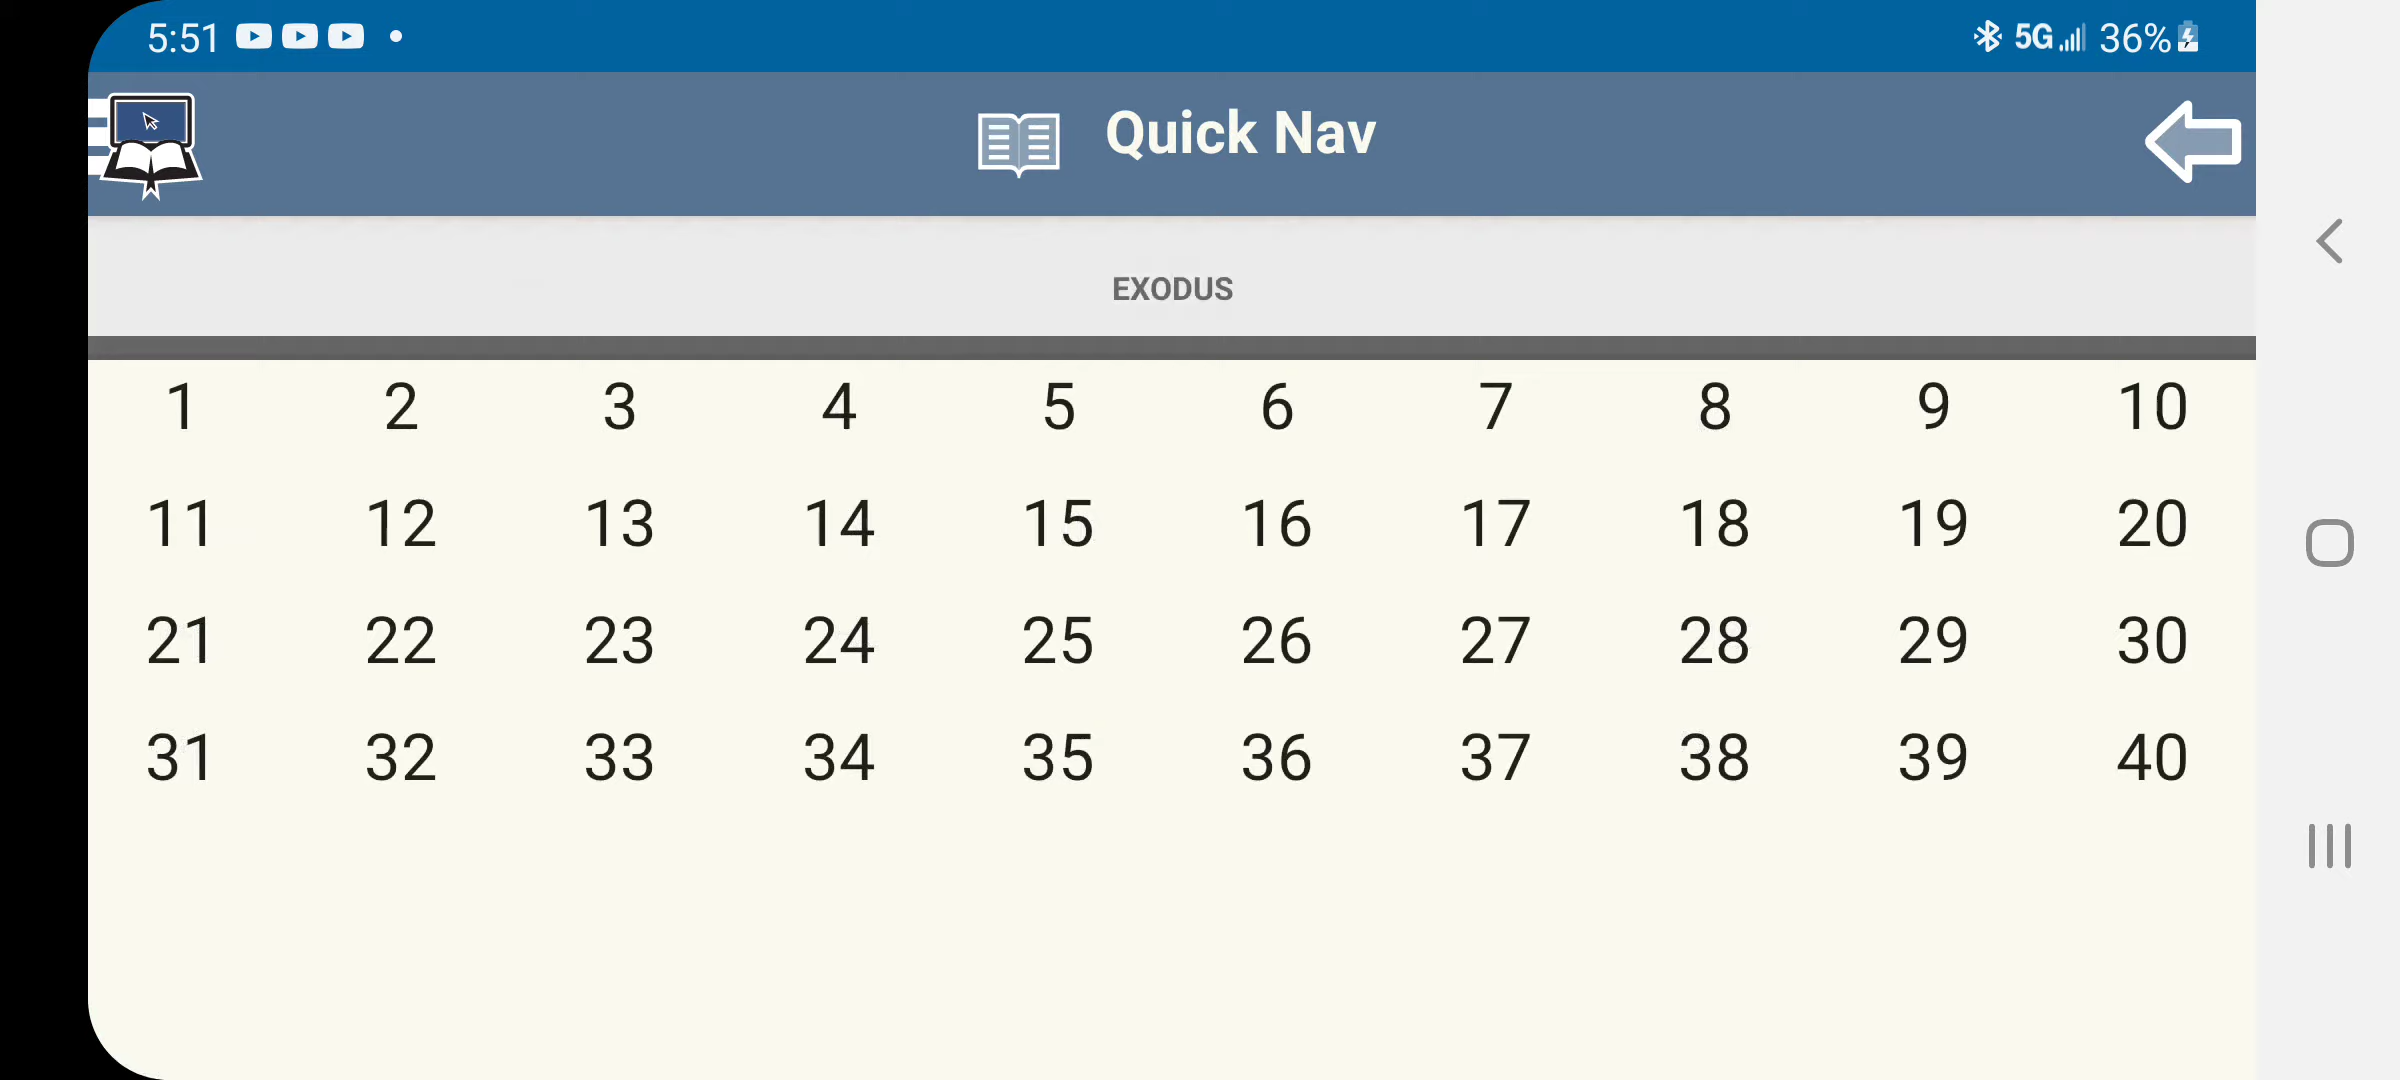 5:51 5G 36%
Quick Nav
EXODUS
1 2 3 4 5 6 7 8 9 10
11 12 13 14 15 16 17 18 19 20
21 22 23 24 25 26 27 28 29 30
31 32 33 34 35 36 37 38 39 40